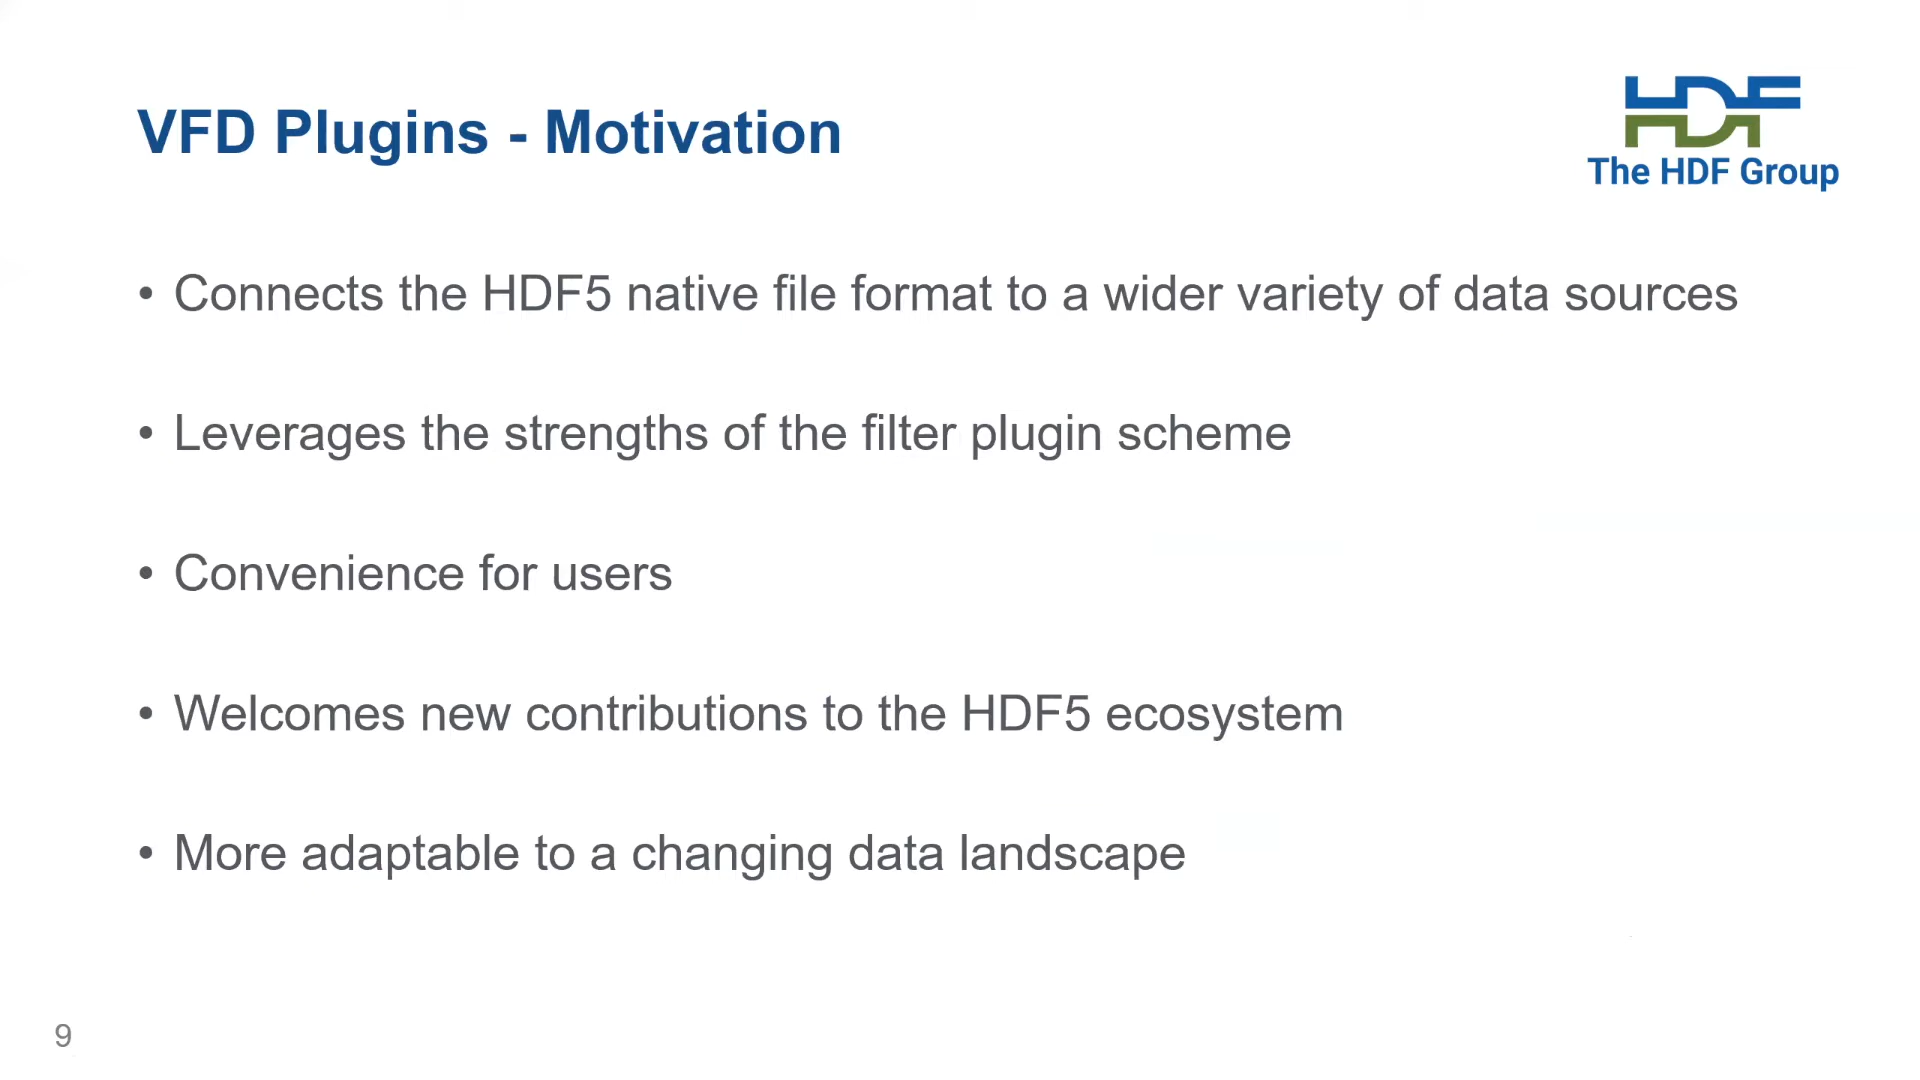 VFD Plugins - Motivation
HDF
The HDF Group
• Connects the HDF5 native file format to a wider variety of data sources
• Leverages the strengths of the filter plugin scheme
• Convenience for users
• Welcomes new contributions to the HDF5 ecosystem
• More adaptable to a changing data landscape
9